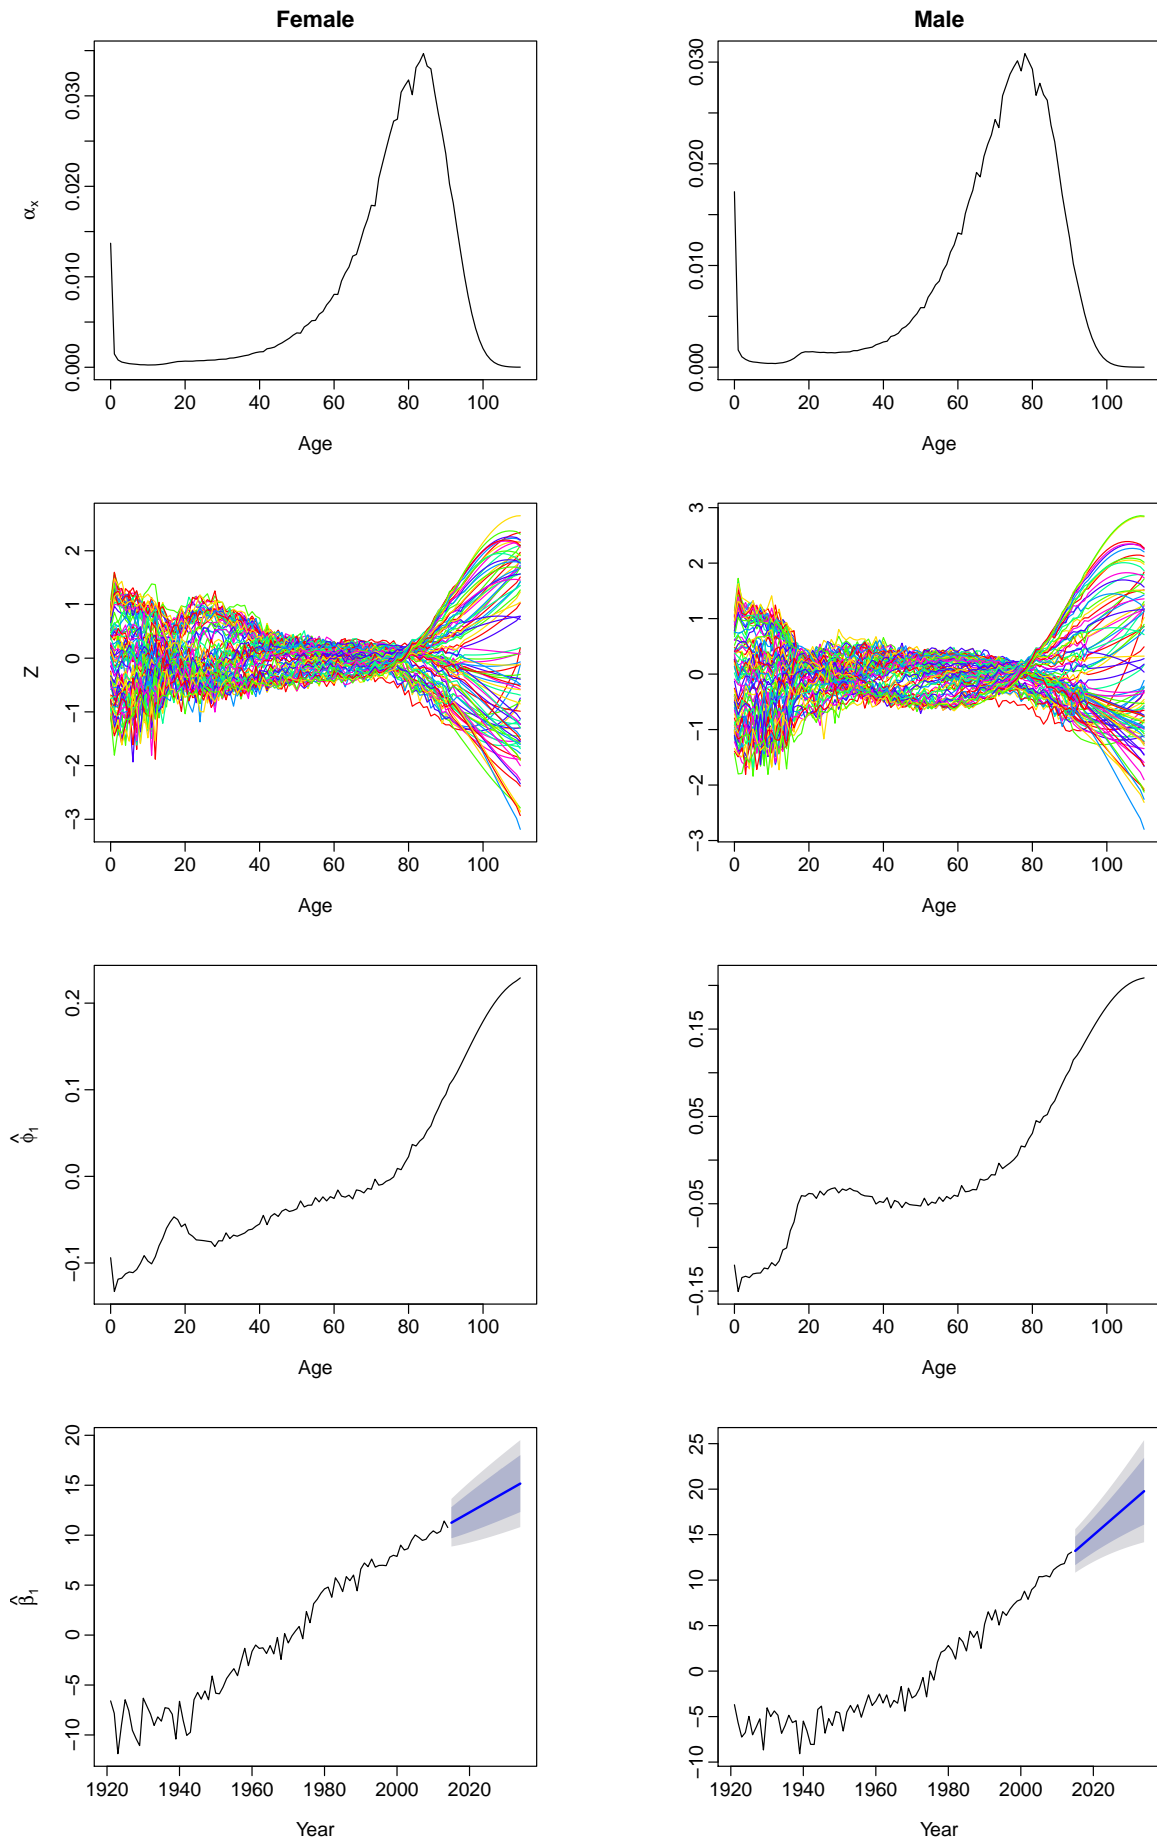 Female
Male
αx
0.000 0.010 0.020 0.030
0 20 40 60 80 100
Age
0.000 0.010 0.020 0.030
0 20 40 60 80 100
Age
Z
−3 −2 −1 0 1 2
0 20 40 60 80 100
Age
−3 −2 −1 0 1 2 3
0 20 40 60 80 100
Age
ϕ̂1
−0.1 0.0 0.1 0.2
0 20 40 60 80 100
Age
−0.15 −0.05 0.05 0.15
0 20 40 60 80 100
Age
β̂1
−10 −5 0 5 10 15 20
1920 1940 1960 1980 2000 2020
Year
−10 −5 0 5 10 15 20 25
1920 1940 1960 1980 2000 2020
Year